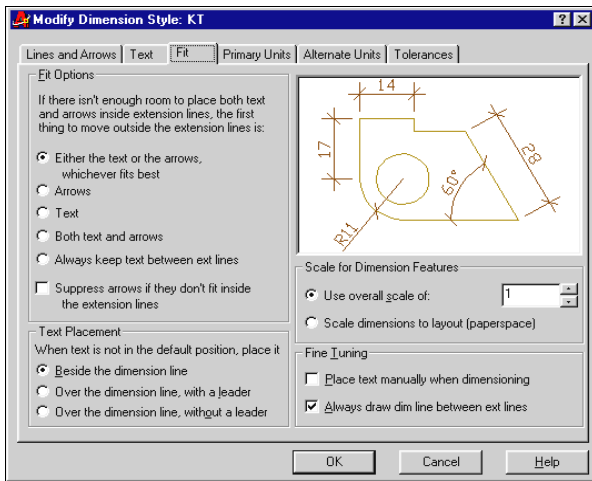 Modify Dimension Style: KT
Lines and Arrows
Text
Fit
Primary Units
Alternate Units
Tolerances
Fit Options
If there isn't enough room to place both text
and arrows inside extension lines, the first
thing to move outside the extension lines is:
Either the text or the arrows,
whichever fits best
Arrows
Text
Both text and arrows
Always keep text between ext lines
Suppress arrows if they don't fit inside
the extension lines
Text Placement
When text is not in the default position, place it
Beside the dimension line
Over the dimension line, with a leader
Over the dimension line, without a leader
14
17
28
60°
R11
Scale for Dimension Features
Use overall scale of:
1
Scale dimensions to layout (paperspace)
Fine Tuning
Place text manually when dimensioning
Always draw dim line between ext lines
OK
Cancel
Help